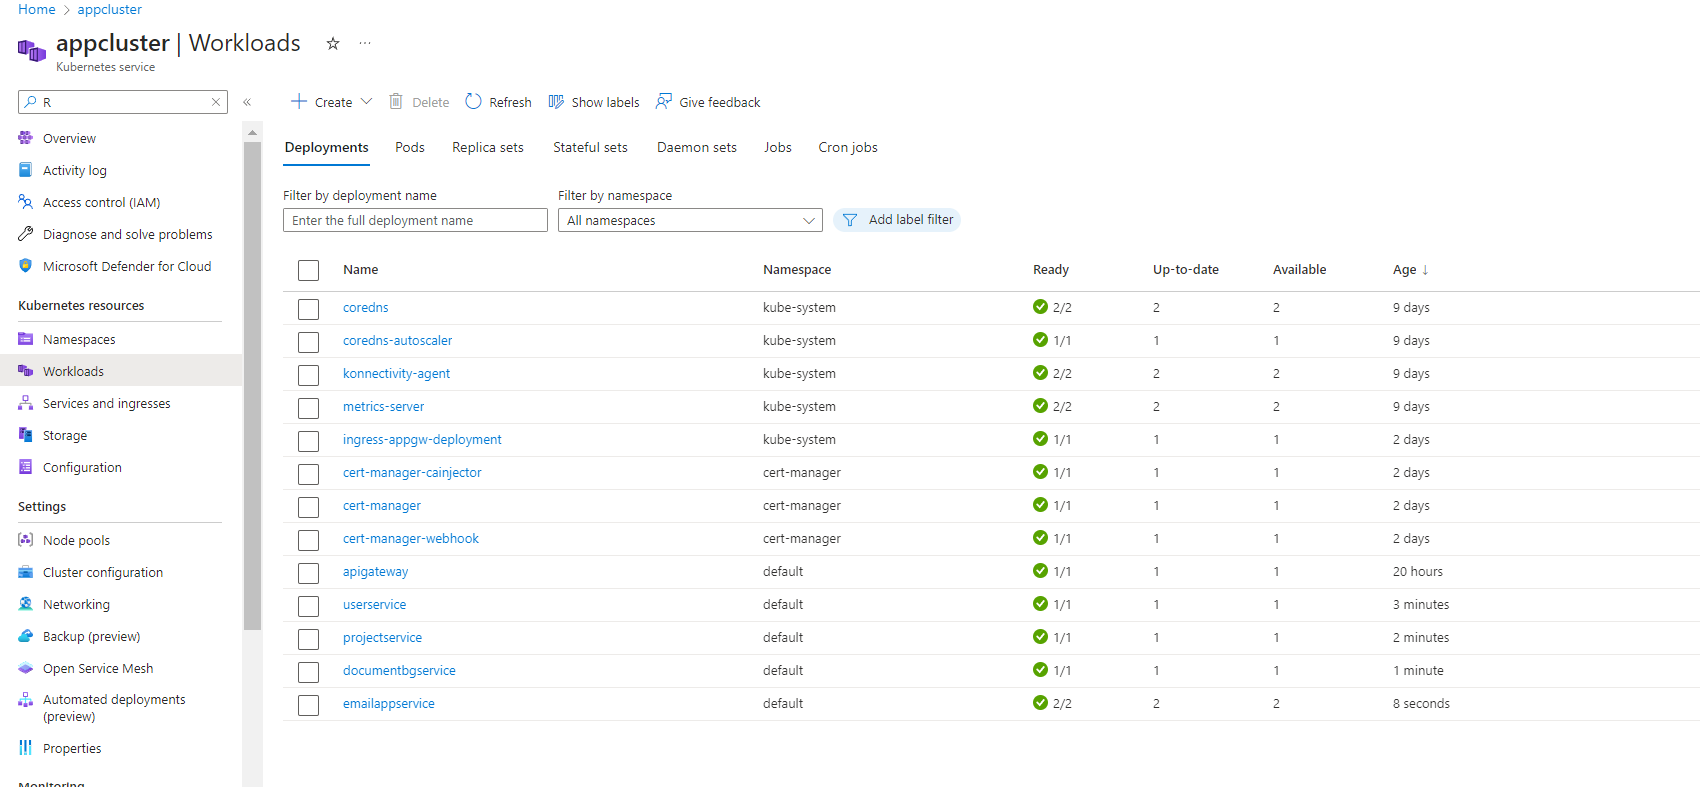 Home > appcluster
appcluster | Workloads
Kubernetes service
R
Overview
Activity log
Access control (IAM)
Diagnose and solve problems
Microsoft Defender for Cloud
Kubernetes resources
Namespaces
Workloads
Services and ingresses
Storage
Configuration
Settings
Node pools
Cluster configuration
Networking
Backup (preview)
Open Service Mesh
Automated deployments
(preview)
Properties
Monitoring
Create Delete Refresh Show labels Give feedback
Deployments Pods Replica sets Stateful sets Daemon sets Jobs Cron jobs
Filter by deployment name Filter by namespace
Enter the full deployment name All namespaces Add label filter
Name Namespace Ready Up-to-date Available Age ↓
coredns kube-system 2/2 2 2 9 days
coredns-autoscaler kube-system 1/1 1 1 9 days
konnectivity-agent kube-system 2/2 2 2 9 days
metrics-server kube-system 2/2 2 2 9 days
ingress-appgw-deployment kube-system 1/1 1 1 2 days
cert-manager-cainjector cert-manager 1/1 1 1 2 days
cert-manager cert-manager 1/1 1 1 2 days
cert-manager-webhook cert-manager 1/1 1 1 2 days
apigateway default 1/1 1 1 20 hours
userservice default 1/1 1 1 3 minutes
projectservice default 1/1 1 1 2 minutes
documentbgservice default 1/1 1 1 1 minute
emailappservice default 2/2 2 2 8 seconds